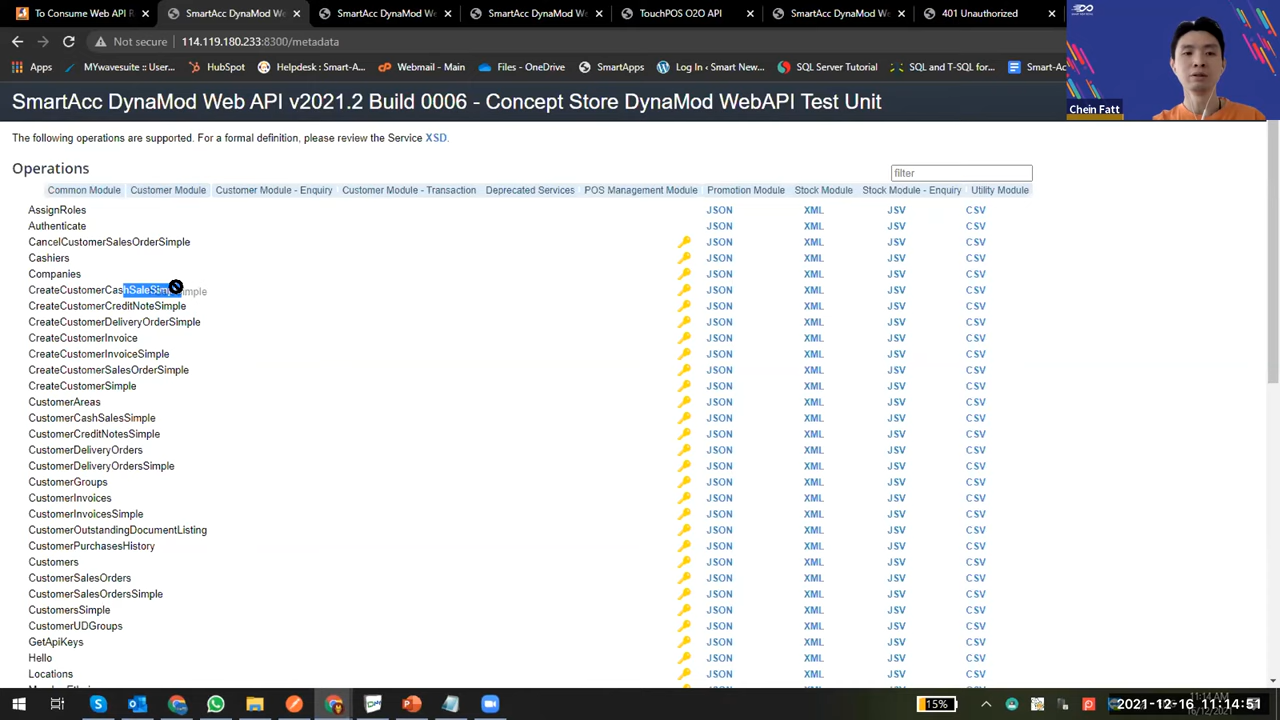 To Consume Web API R
SmartAcc DynaMod Web
SmartAcc DynaMod We
SmartAcc DynaMod We
TouchPOS O2O API
SmartAcc DynaMod We
401 Unauthorized
Not secure
114.119.180.233:8300/metadata
Apps
MYwavesuite :: User...
HubSpot
Helpdesk : Smart-A...
Webmail - Main
Files - OneDrive
SmartApps
Log In ‹ Smart New...
SQL Server Tutorial
SQL and T-SQL for...
Smart-Ac
Chein Fatt
SmartAcc DynaMod Web API v2021.2 Build 0006 - Concept Store DynaMod WebAPI Test Unit
The following operations are supported. For a formal definition, please review the Service XSD.
Operations
filter
Common Module Customer Module Customer Module - Enquiry Customer Module - Transaction Deprecated Services POS Management Module Promotion Module Stock Module Stock Module - Enquiry Utility Module
AssignRoles JSON XML JSV CSV
Authenticate JSON XML JSV CSV
CancelCustomerSalesOrderSimple JSON XML JSV CSV
Cashiers JSON XML JSV CSV
Companies JSON XML JSV CSV
CreateCustomerCashSaleSimple JSON XML JSV CSV
CreateCustomerCreditNoteSimple JSON XML JSV CSV
CreateCustomerDeliveryOrderSimple JSON XML JSV CSV
CreateCustomerInvoice JSON XML JSV CSV
CreateCustomerInvoiceSimple JSON XML JSV CSV
CreateCustomerSalesOrderSimple JSON XML JSV CSV
CreateCustomerSimple JSON XML JSV CSV
CustomerAreas JSON XML JSV CSV
CustomerCashSalesSimple JSON XML JSV CSV
CustomerCreditNotesSimple JSON XML JSV CSV
CustomerDeliveryOrders JSON XML JSV CSV
CustomerDeliveryOrdersSimple JSON XML JSV CSV
CustomerGroups JSON XML JSV CSV
CustomerInvoices JSON XML JSV CSV
CustomerInvoicesSimple JSON XML JSV CSV
CustomerOutstandingDocumentListing JSON XML JSV CSV
CustomerPurchasesHistory JSON XML JSV CSV
Customers JSON XML JSV CSV
CustomerSalesOrders JSON XML JSV CSV
CustomerSalesOrdersSimple JSON XML JSV CSV
CustomersSimple JSON XML JSV CSV
CustomerUDGroups JSON XML JSV CSV
GetApiKeys JSON XML JSV CSV
Hello JSON XML JSV CSV
Locations JSON XML JSV CSV
15%
2021-12-16 11:14:51